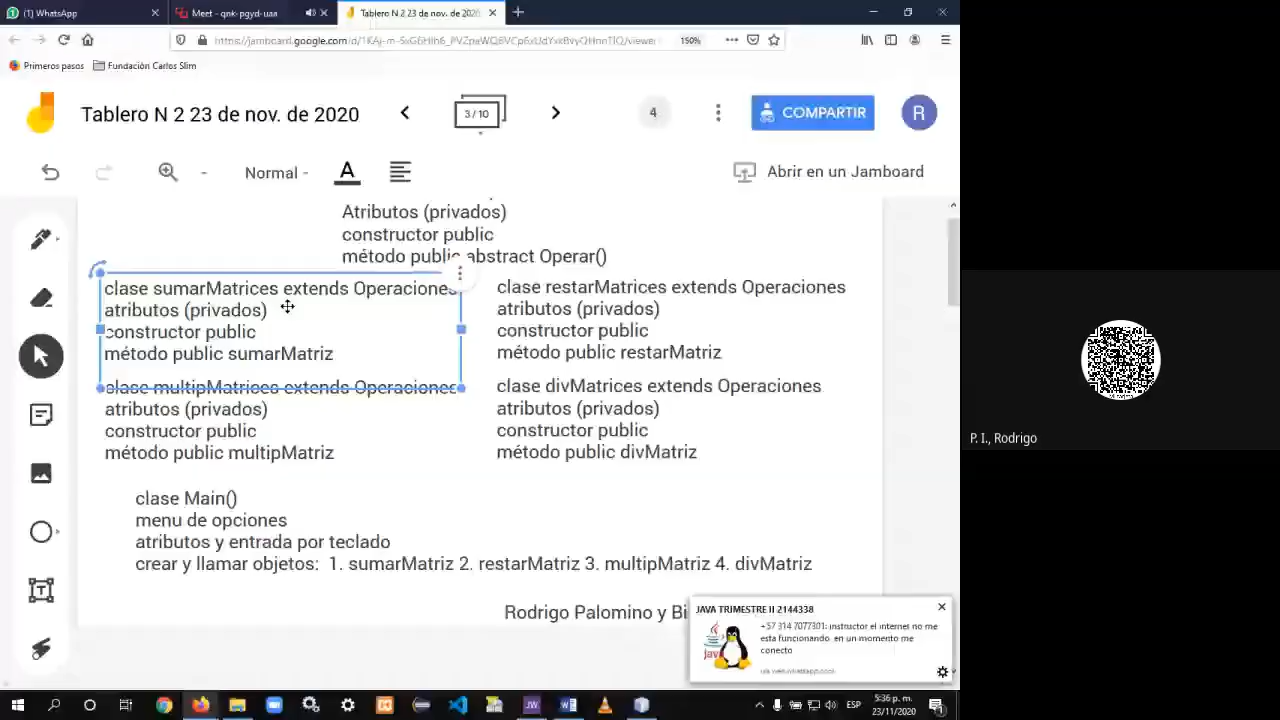 (1) WhatsApp
Meet - qnk-pgyd-uaa
Tablero N 2 23 de nov. de 2020
150%
Primeros pasos
Fundación Carlos Slim
Tablero N 2 23 de nov. de 2020
3 / 10
4
COMPARTIR
R
Normal
A
Abrir en un Jamboard
Atributos (privados)
constructor public
método public abstract Operar()
clase sumarMatrices extends Operaciones
atributos (privados)
constructor public
método public sumarMatriz
clase restarMatrices extends Operaciones
atributos (privados)
constructor public
método public restarMatriz
clase multipMatrices extends Operaciones
atributos (privados)
constructor public
método public multipMatriz
clase divMatrices extends Operaciones
atributos (privados)
constructor public
método public divMatriz
clase Main()
menu de opciones
atributos y entrada por teclado
crear y llamar objetos: 1. sumarMatriz 2. restarMatriz 3. multipMatriz 4. divMatriz
Rodrigo Palomino y Bi
JAVA TRIMESTRE II 2144338
instructor el internet no me
esta funcionando en un momento me
conecto
via web.whatsapp.com
P. I., Rodrigo
ESP
5:36 p. m.
23/11/2020